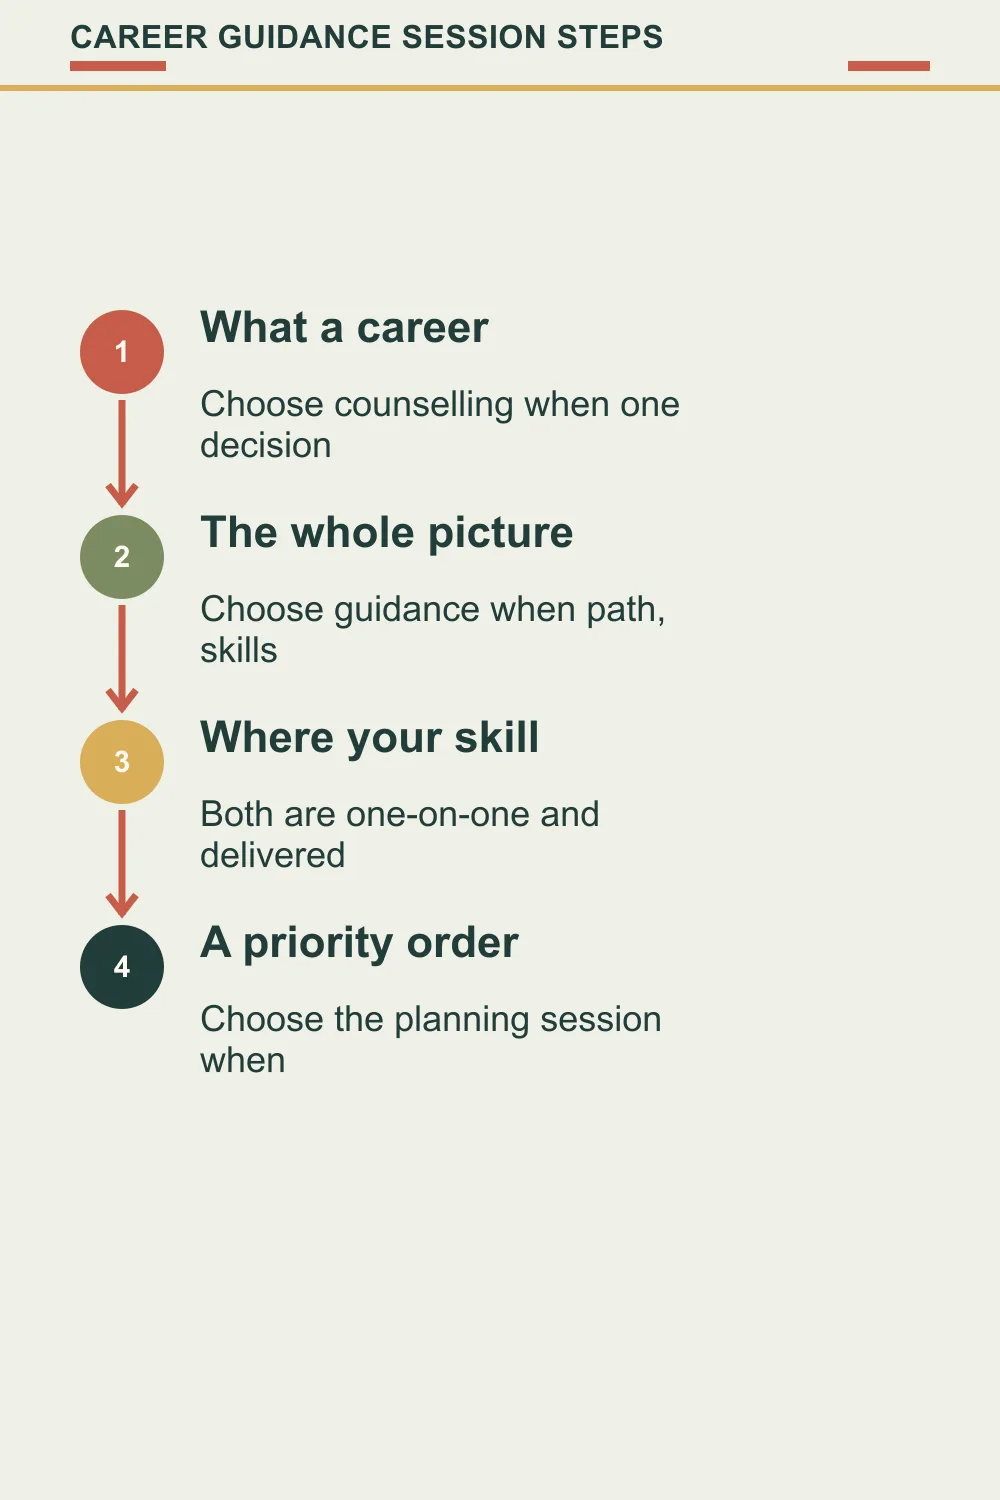 CAREER GUIDANCE SESSION STEPS
1
What a career
Choose counselling when one
decision
2
The whole picture
Choose guidance when path,
skills
3
Where your skill
Both are one-on-one and
delivered
4
A priority order
Choose the planning session
when